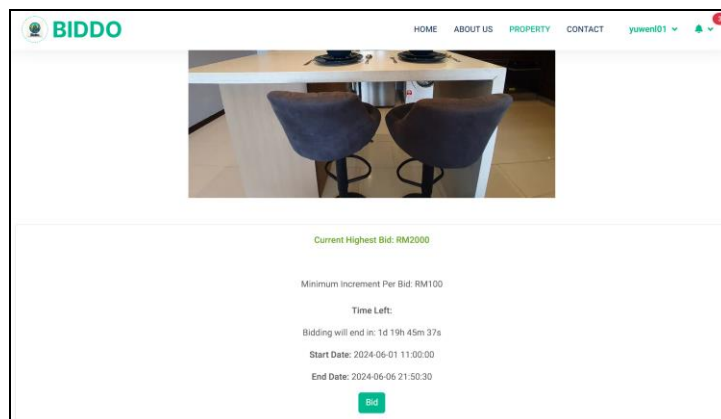 BIDDO
HOME ABOUT US PROPERTY CONTACT yuwenl01
Current Highest Bid: RM2000
Minimum Increment Per Bid: RM100
Time Left:
Bidding will end in: 1d 19h 45m 37s
Start Date: 2024-06-01 11:00:00
End Date: 2024-06-06 21:50:30
Bid